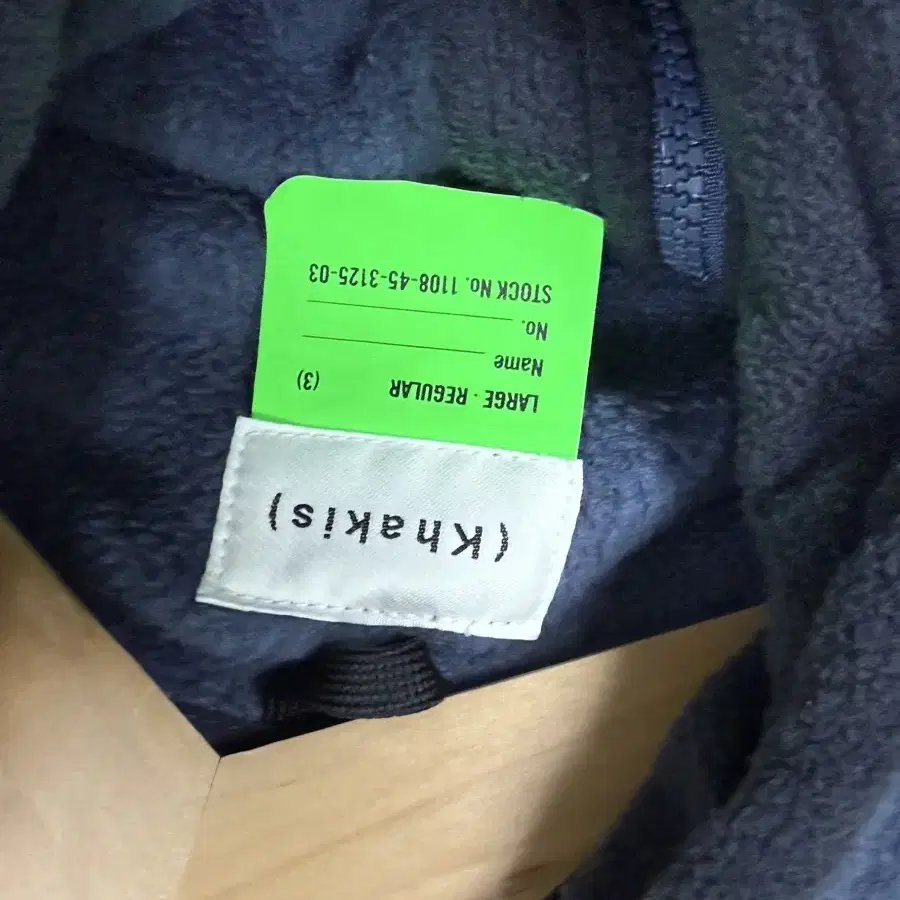 (Khakis)
LARGE - REGULAR (3)
Name
No.
STOCK No. 1108-45-3125-03